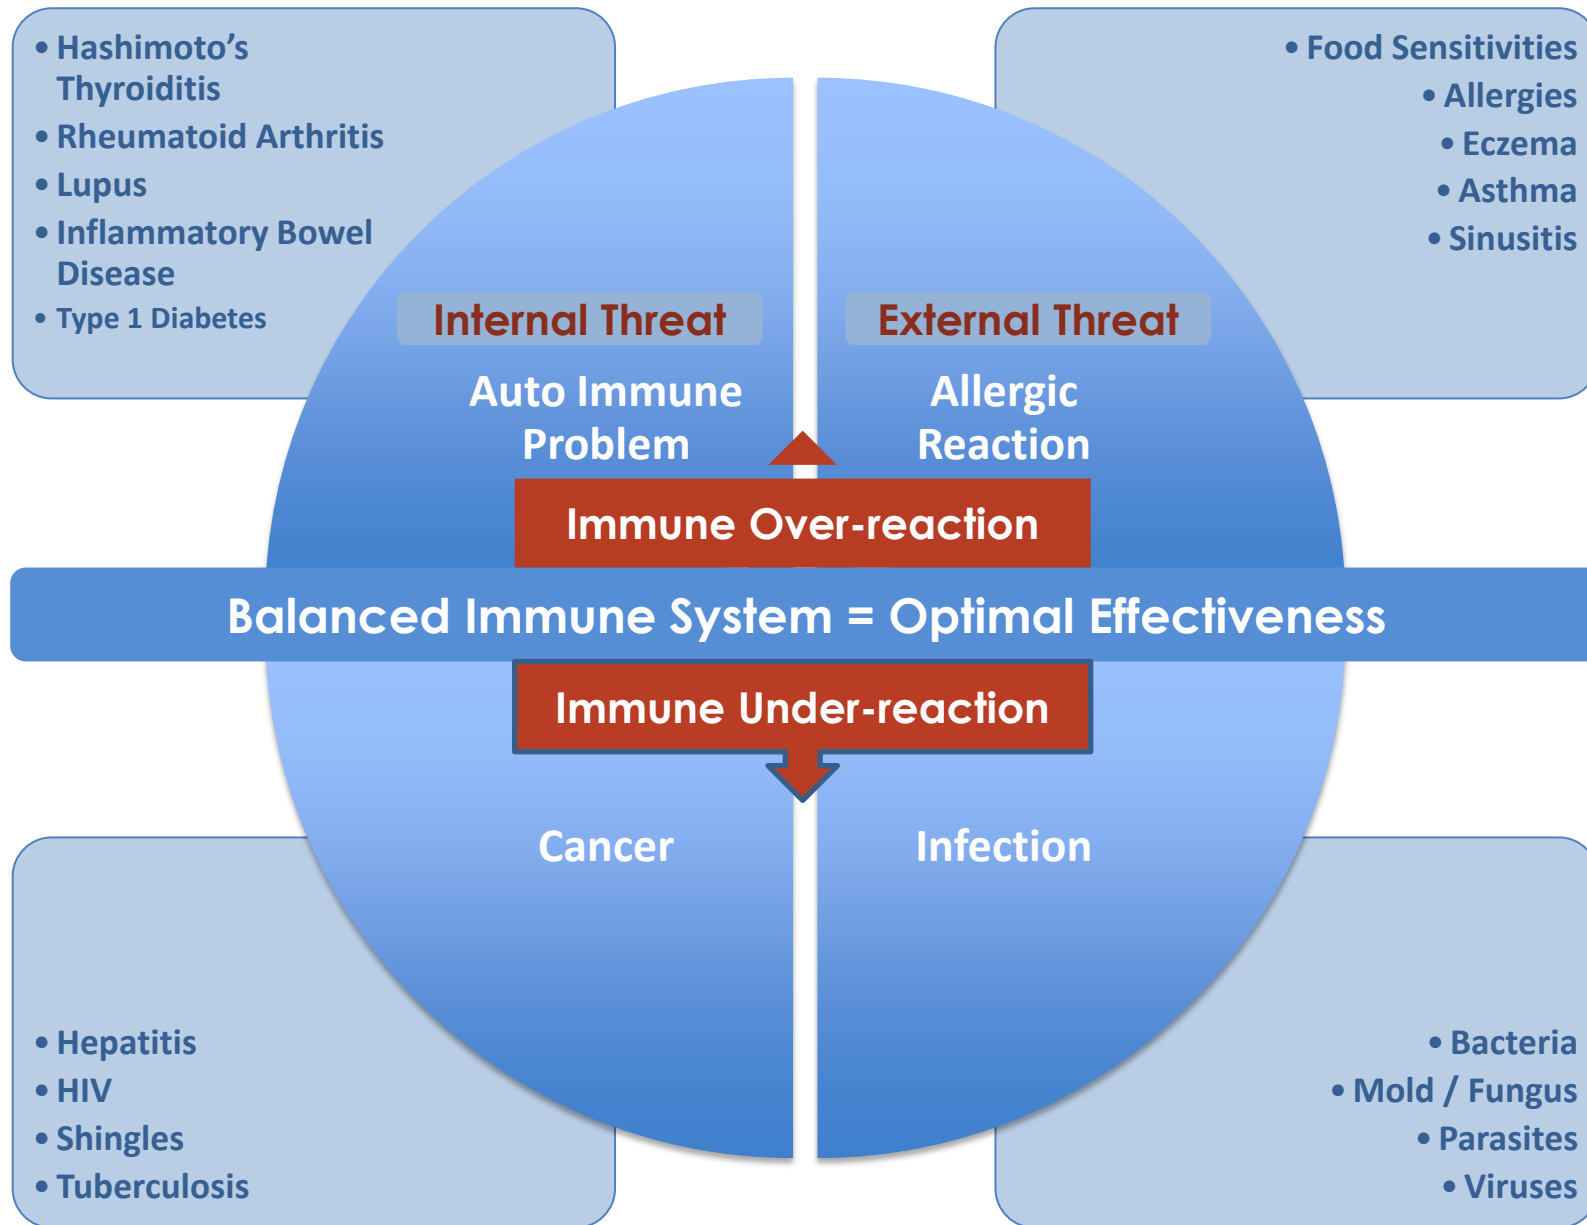 • Hashimoto’s
Thyroiditis
• Rheumatoid Arthritis
• Lupus
• Inflammatory Bowel
Disease
• Type 1 Diabetes
• Food Sensitivities
• Allergies
• Eczema
• Asthma
• Sinusitis
Internal Threat
External Threat
Auto Immune
Problem
Allergic
Reaction
Immune Over-reaction
Balanced Immune System = Optimal Effectiveness
Immune Under-reaction
Cancer
Infection
• Hepatitis
• HIV
• Shingles
• Tuberculosis
• Bacteria
• Mold / Fungus
• Parasites
• Viruses